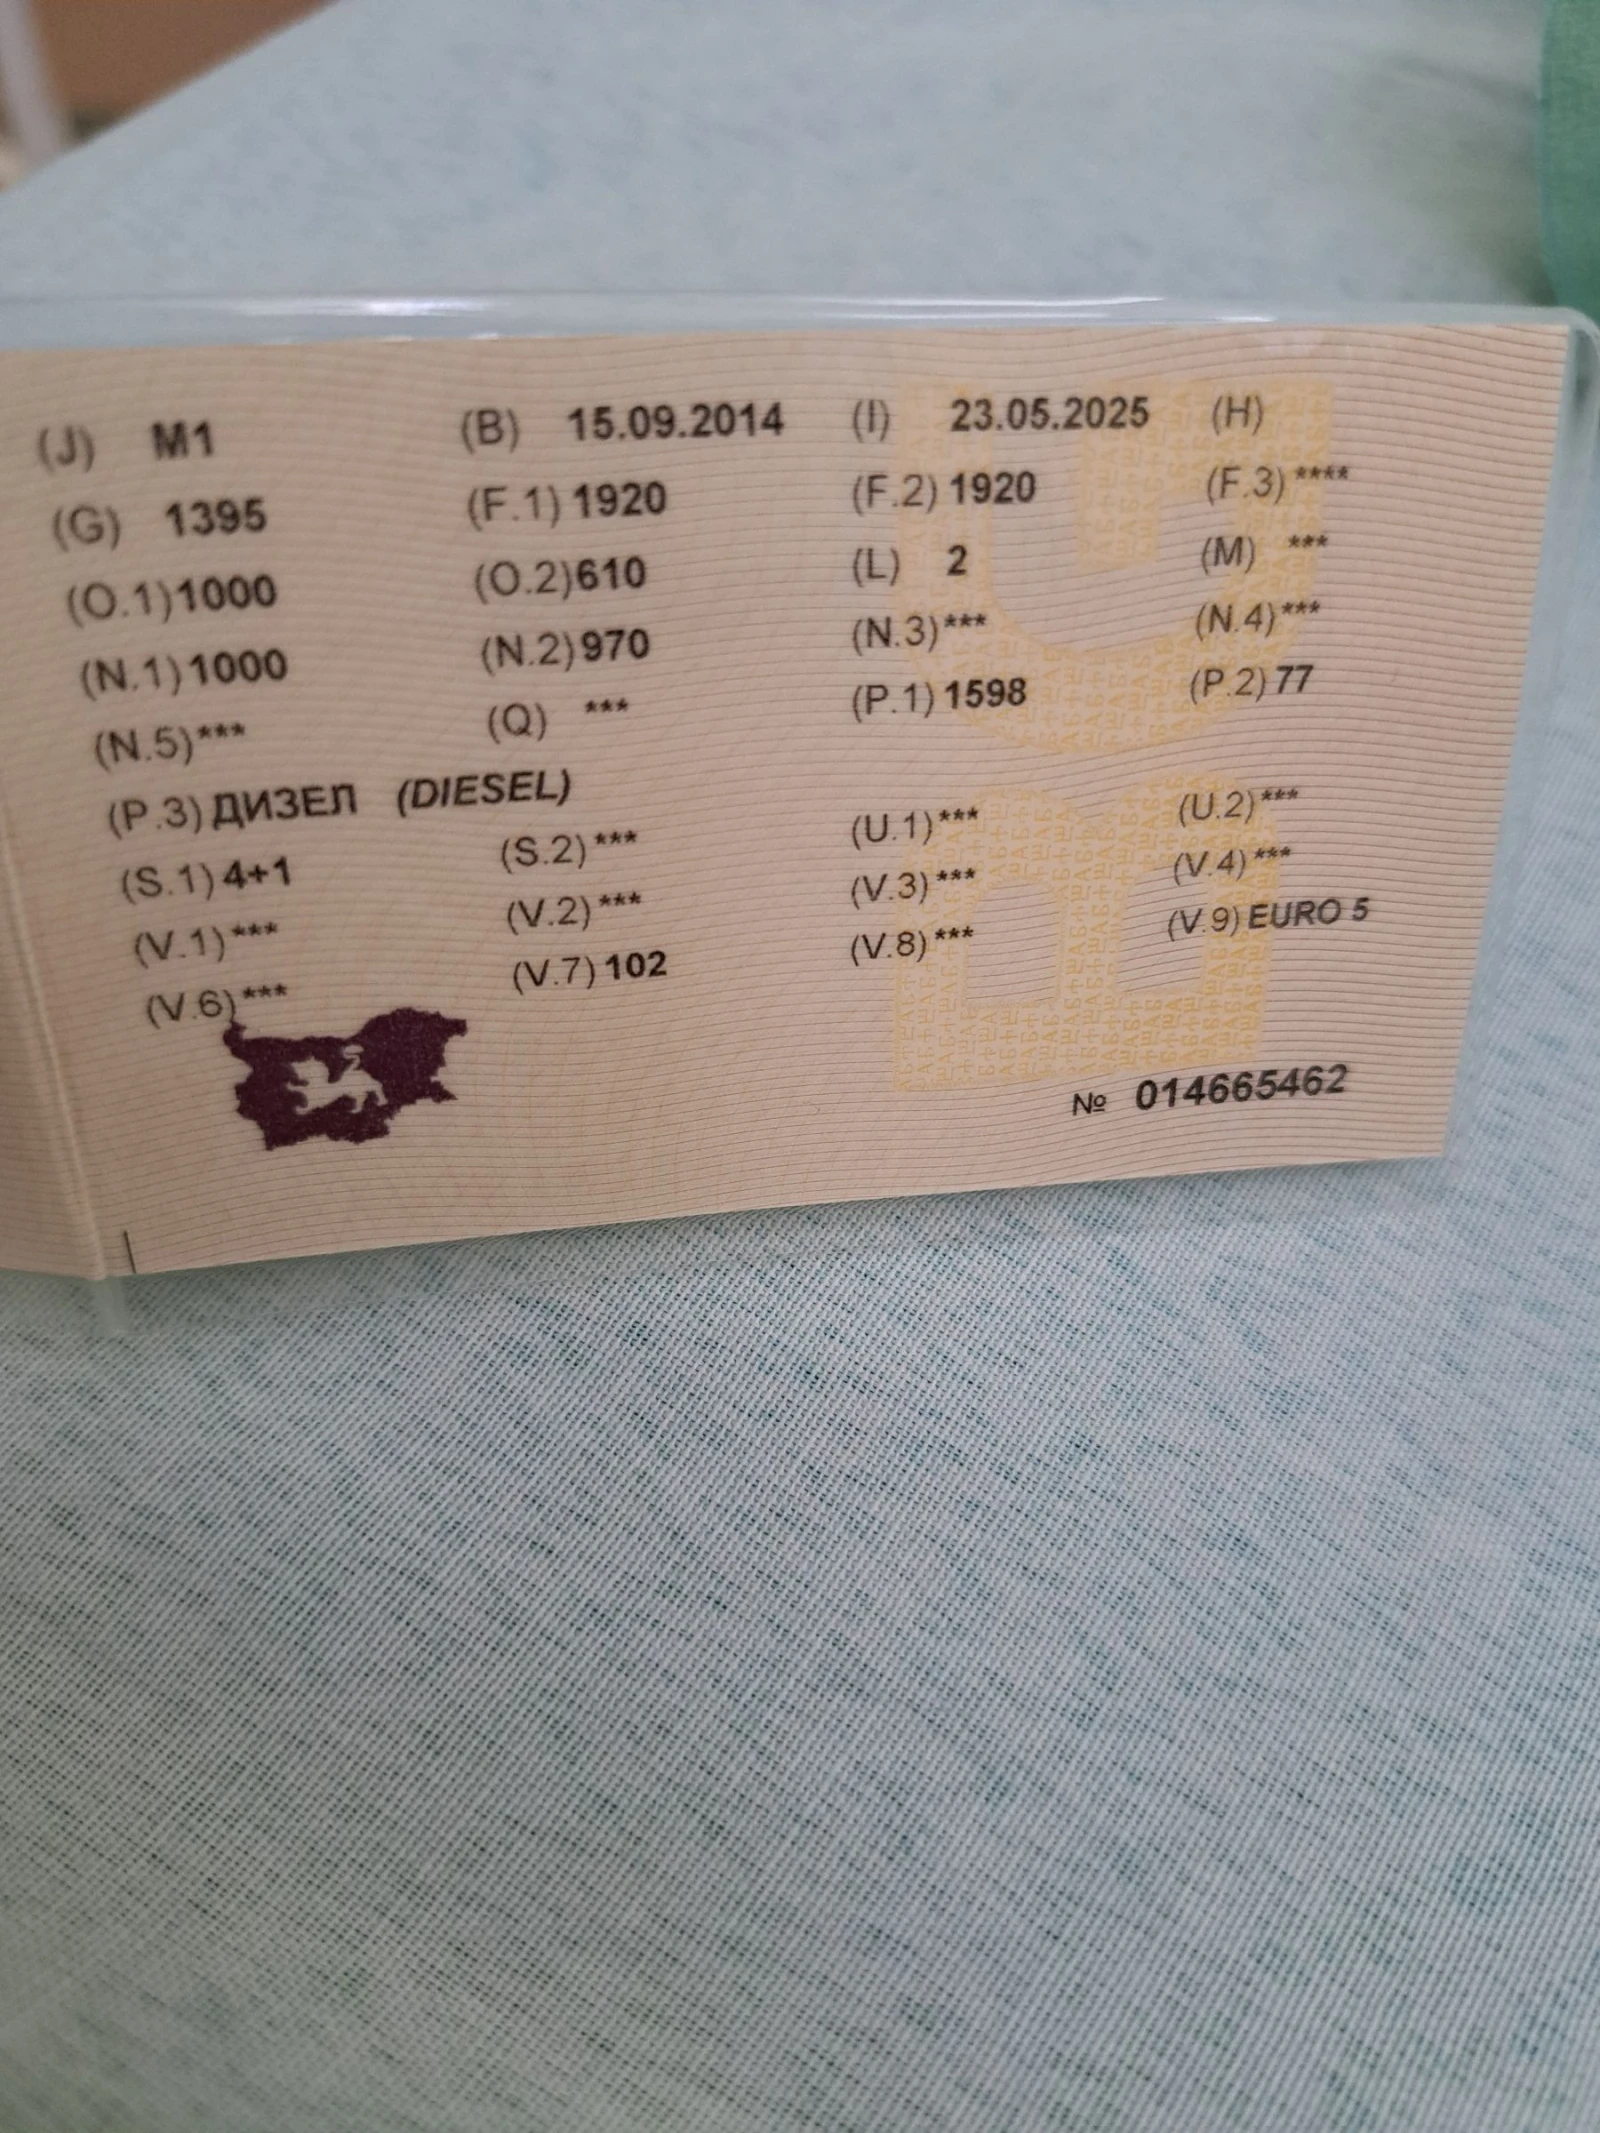 (J) M1 (B) 15.09.2014 (I) 23.05.2025 (H)
(G) 1395 (F.1) 1920 (F.2) 1920 (F.3) ****
(O.1) 1000 (O.2) 610 (L) 2 (M) ***
(N.1) 1000 (N.2) 970 (N.3) *** (N.4) ***
(N.5) *** (Q) *** (P.1) 1598 (P.2) 77
(P.3) ДИЗЕЛ (DIESEL)
(S.1) 4+1 (S.2) *** (U.1) *** (U.2) ***
(V.1) *** (V.2) *** (V.3) *** (V.4) ***
(V.6) *** (V.7) 102 (V.8) *** (V.9) EURO 5
№ 014665462